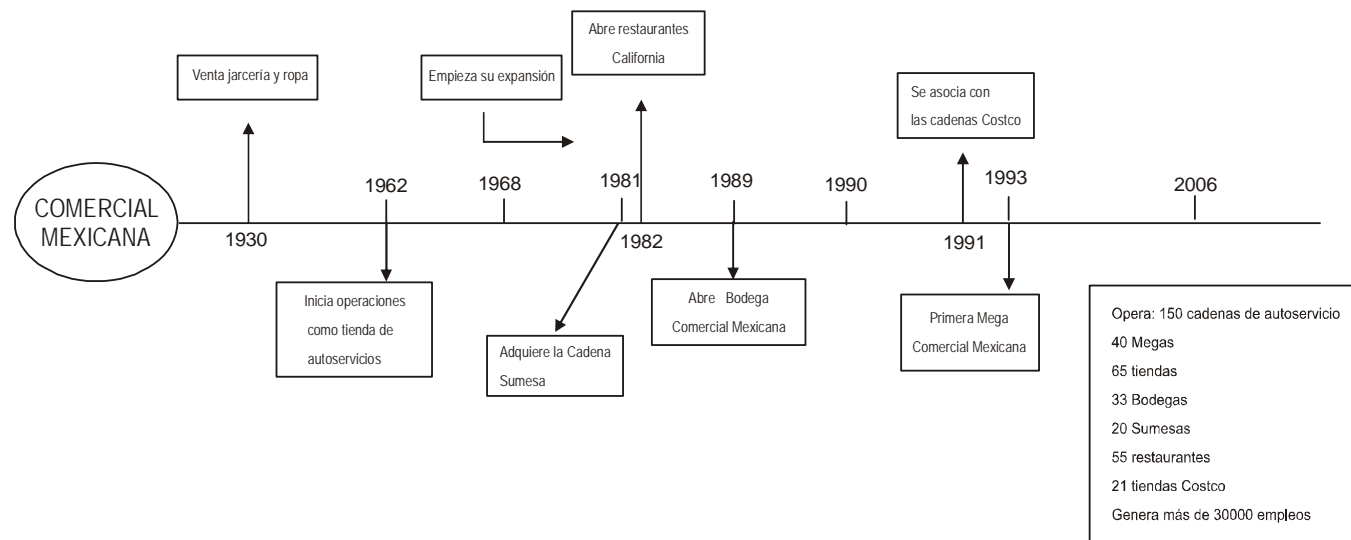 Abre restaurantes
California
Venta jarcería y ropa
Empieza su expansión
Se asocia con
las cadenas Costco
COMERCIAL
MEXICANA
1930
1962
1968
1981
1982
1989
1990
1991
1993
2006
Inicia operaciones
como tienda de
autoservicios
Adquiere la Cadena
Sumesa
Abre Bodega
Comercial Mexicana
Primera Mega
Comercial Mexicana
Opera: 150 cadenas de autoservicio
40 Megas
65 tiendas
33 Bodegas
20 Sumesas
55 restaurantes
21 tiendas Costco
Genera más de 30000 empleos